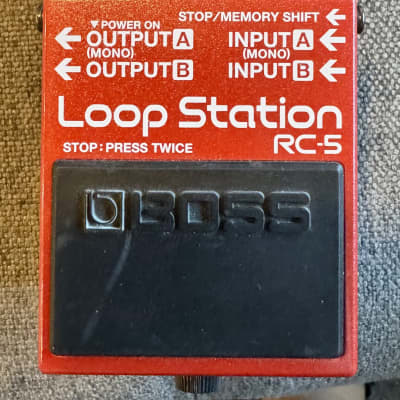 STOP/MEMORY SHIFT ←
▼POWER ON
← OUTPUT A
(MONO)
← OUTPUT B
INPUT A ←
(MONO)
INPUT B ←
Loop Station
RC-5
STOP : PRESS TWICE
BOSS